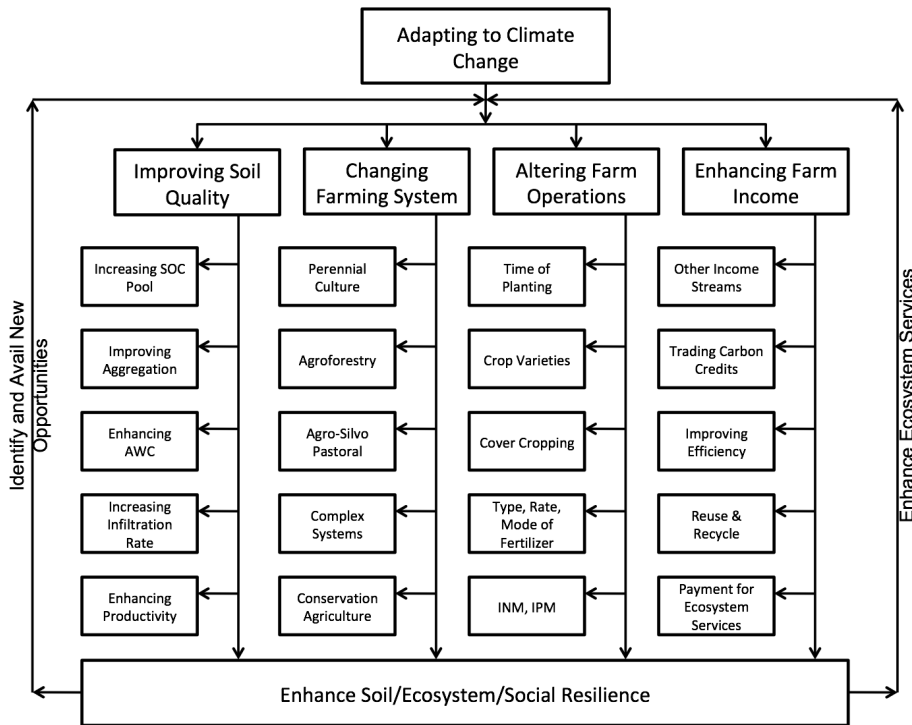 Adapting to Climate
Change
Improving Soil
Quality
Changing
Farming System
Altering Farm
Operations
Enhancing Farm
Income
Increasing SOC
Pool
Improving
Aggregation
Enhancing
AWC
Increasing
Infiltration
Rate
Enhancing
Productivity
Perennial
Culture
Agroforestry
Agro-Silvo
Pastoral
Complex
Systems
Conservation
Agriculture
Time of
Planting
Crop Varieties
Cover Cropping
Type, Rate,
Mode of
Fertilizer
INM, IPM
Other Income
Streams
Trading Carbon
Credits
Improving
Efficiency
Reuse &
Recycle
Payment for
Ecosystem
Services
Identify and Avail New
Opportunities
Enhance Ecosystem Services
Enhance Soil/Ecosystem/Social Resilience